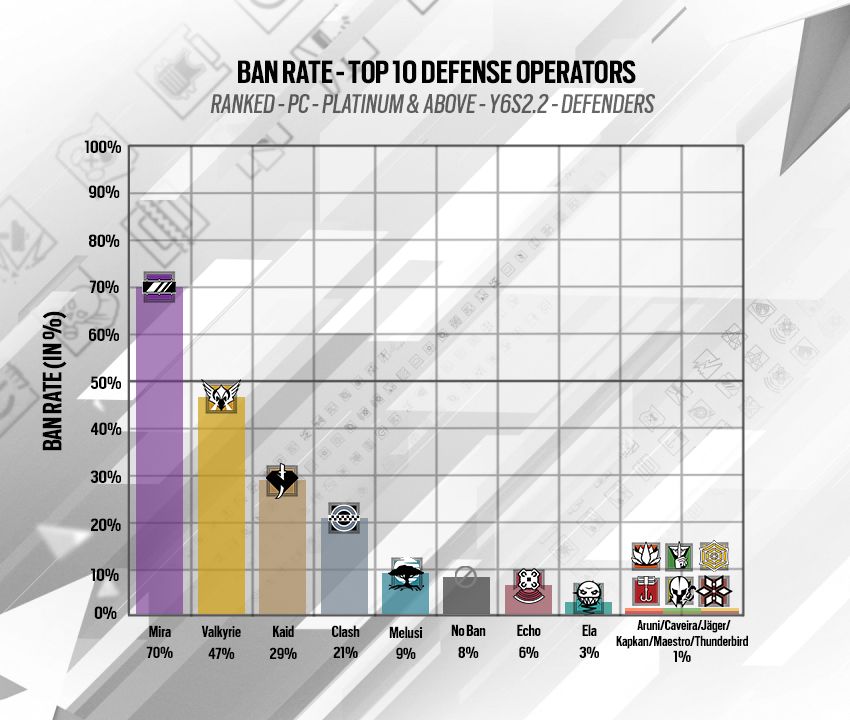 BAN RATE - TOP 10 DEFENSE OPERATORS
RANKED - PC - PLATINUM & ABOVE - Y6S2.2 - DEFENDERS
BAN RATE (IN %)
100%
90%
80%
70%
60%
50%
40%
30%
20%
10%
0%
Mira
70%
Valkyrie
47%
Kaid
29%
Clash
21%
Melusi
9%
No Ban
8%
Echo
6%
Ela
3%
Aruni/Caveira/Jäger/
Kapkan/Maestro/Thunderbird
1%